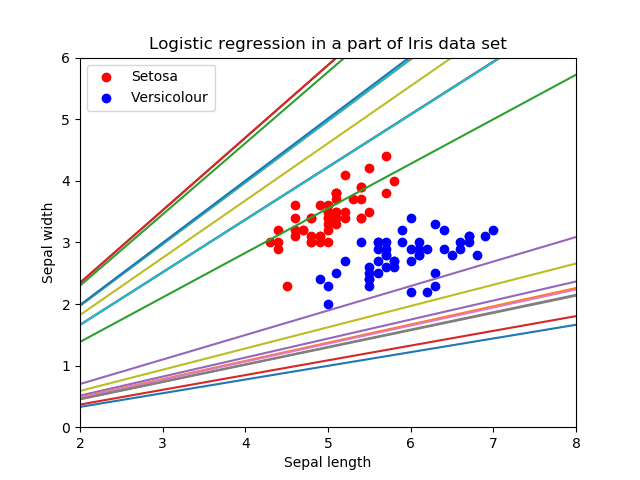 Logistic regression in a part of Iris data set
Setosa
Versicolour
Sepal width
6
5
4
3
2
1
0
2 3 4 5 6 7 8
Sepal length